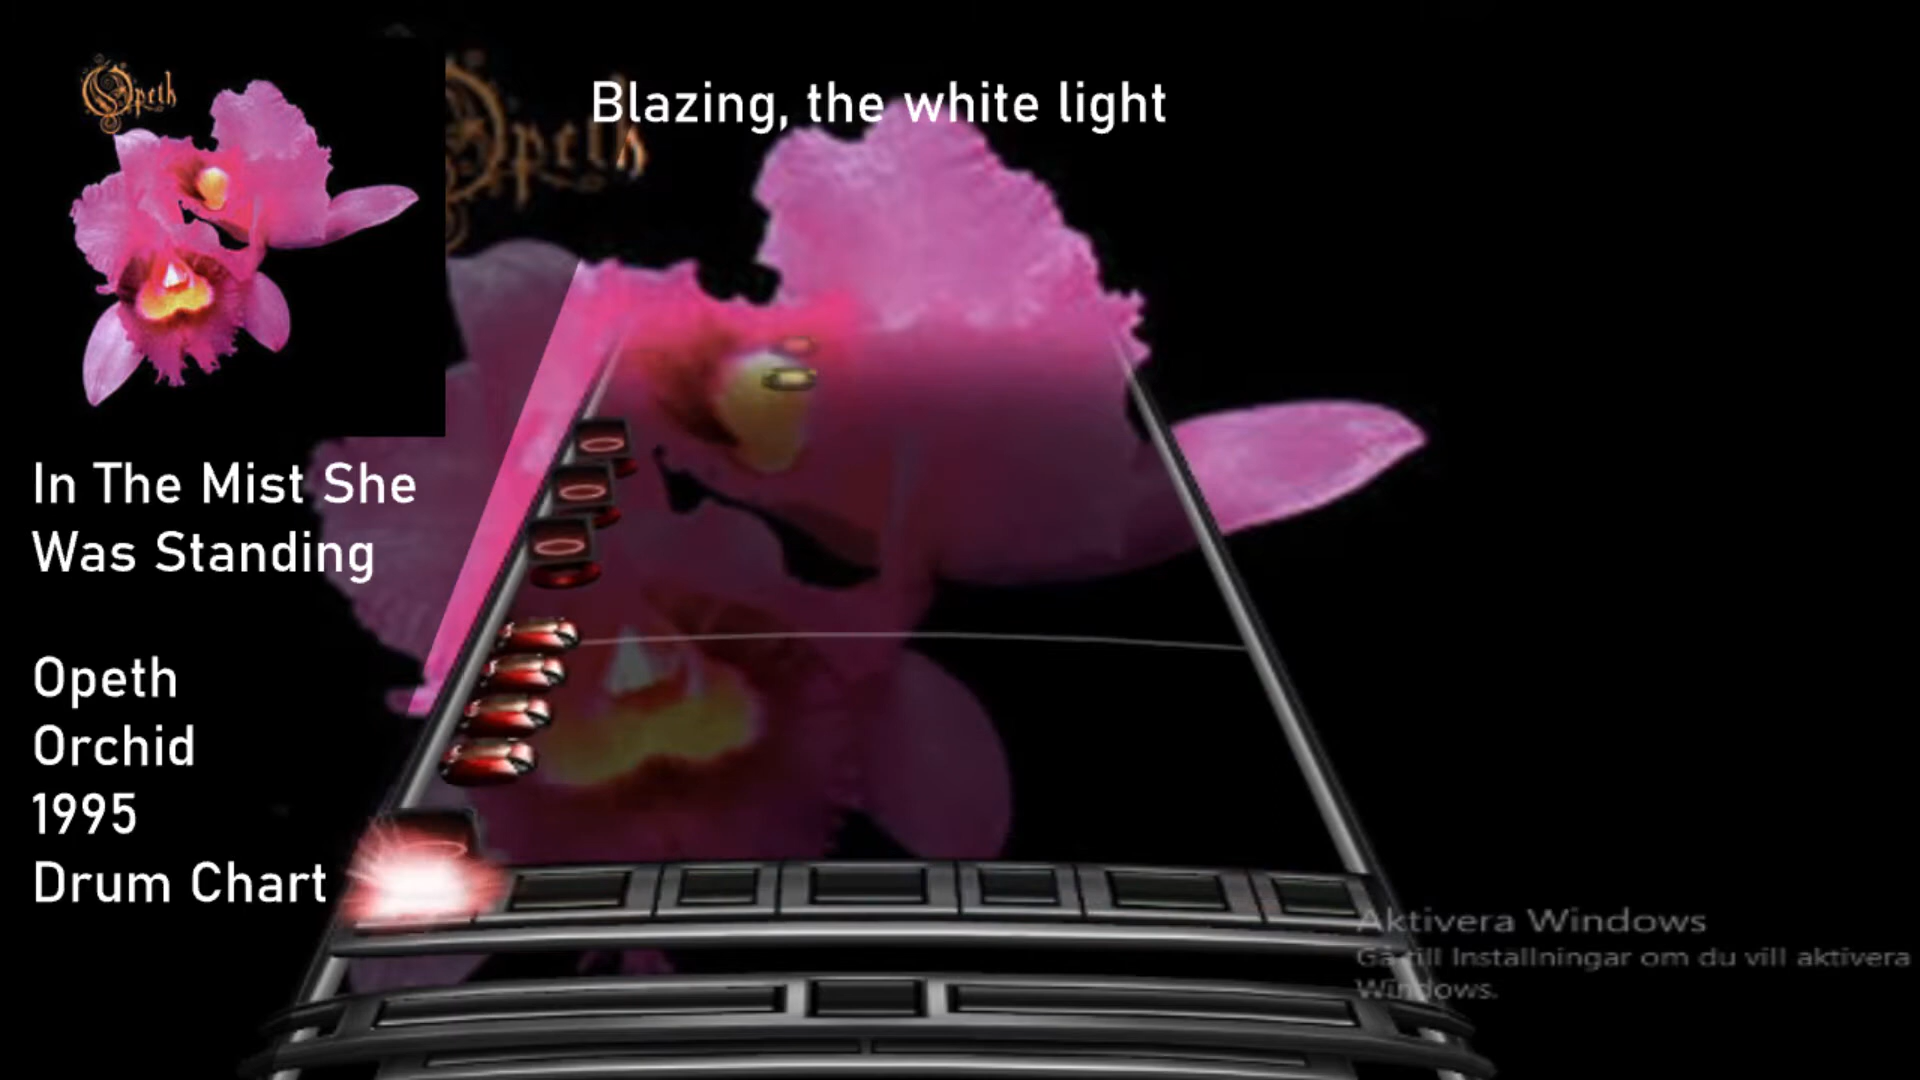 Opeth
Opeth
Blazing, the white light
In The Mist She
Was Standing
Opeth
Orchid
1995
Drum Chart
Aktivera Windows
Gå till Inställningar om du vill aktivera
Windows.